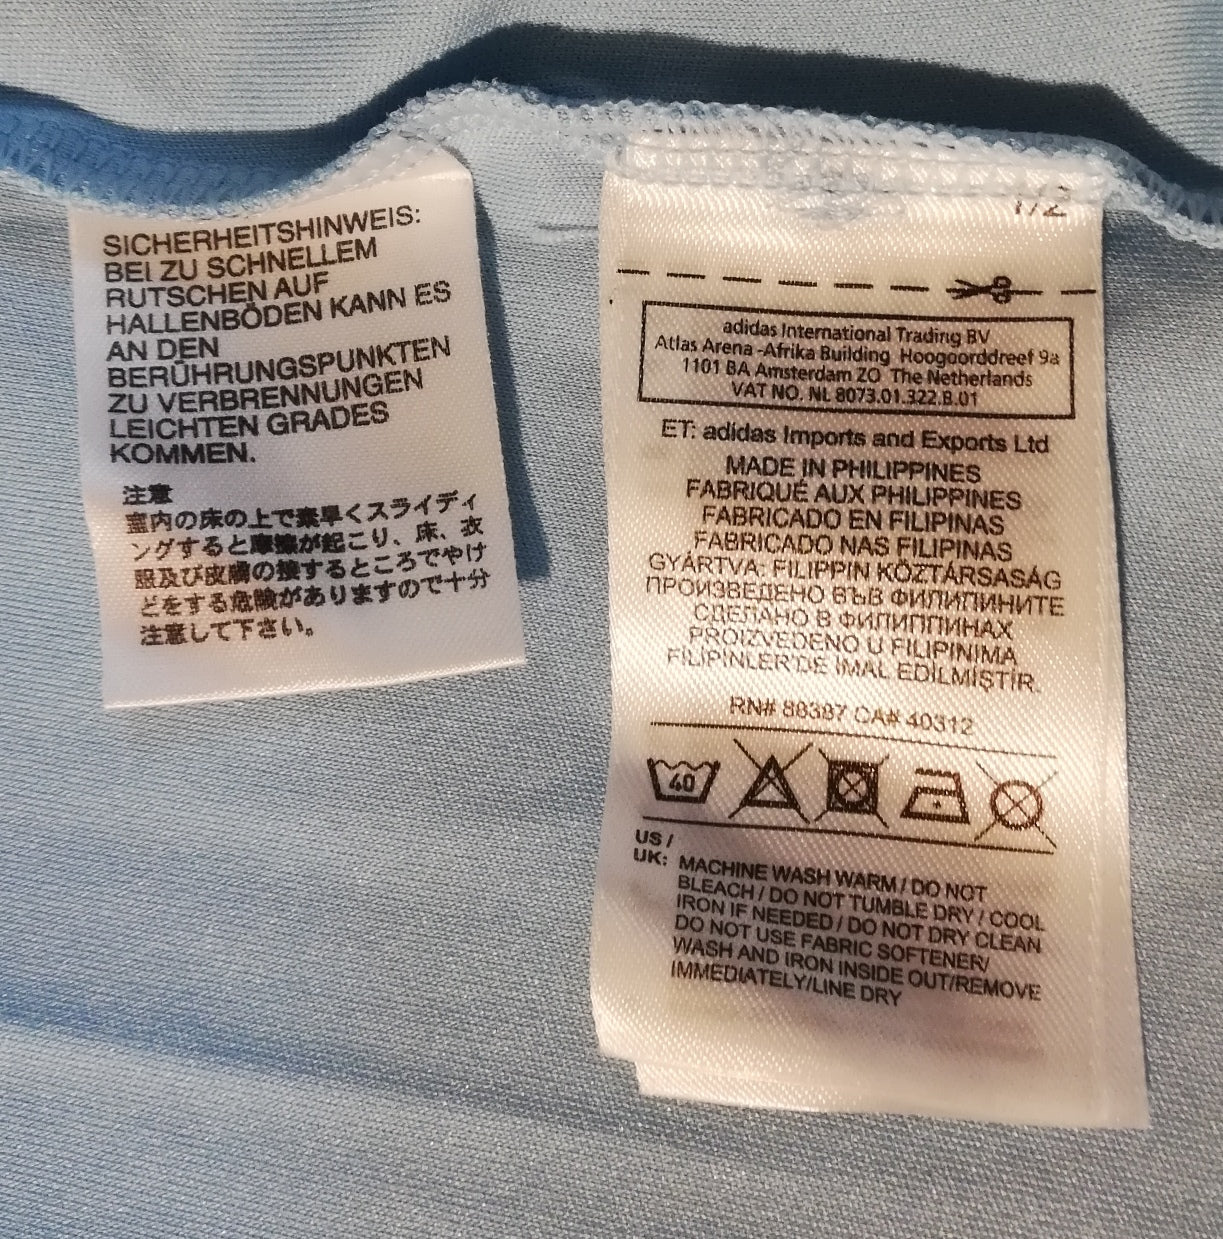 SICHERHEITSHINWEIS:
BEI ZU SCHNELLEM
RUTSCHEN AUF
HALLENBÖDEN KANN ES
AN DEN
BERÜHRUNGSPUNKTEN
ZU VERBRENNUNGEN
LEICHTEN GRADES
KOMMEN.
注意
室内の床の上で素早くスライディ
ングすると摩擦が起こり、床、衣
服及び皮膚の接するところでやけ
どをする危険がありますので十分
注意して下さい。
1/2
adidas International Trading BV
Atlas Arena -Afrika Building Hoogoorddreef 9a
1101 BA Amsterdam ZO The Netherlands
VAT NO. NL 8073.01.322.B.01
ET: adidas Imports and Exports Ltd
MADE IN PHILIPPINES
FABRIQUÉ AUX PHILIPPINES
FABRICADO EN FILIPINAS
FABRICADO NAS FILIPINAS
GYÁRTVA: FILIPPIN KÖZTÁRSASÁG
ПРОИЗВЕДЕНО ВЪВ ФИЛИПИНИТЕ
СДЕЛАНО В ФИЛИППИНАХ
PROIZVEDENO U FILIPINIMA
FİLİPİNLER'DE İMAL EDİLMİŞTİR.
RN# 88387 CA# 40312
40
US /
UK: MACHINE WASH WARM / DO NOT
BLEACH / DO NOT TUMBLE DRY / COOL
IRON IF NEEDED / DO NOT DRY CLEAN
DO NOT USE FABRIC SOFTENER/
WASH AND IRON INSIDE OUT/REMOVE
IMMEDIATELY/LINE DRY